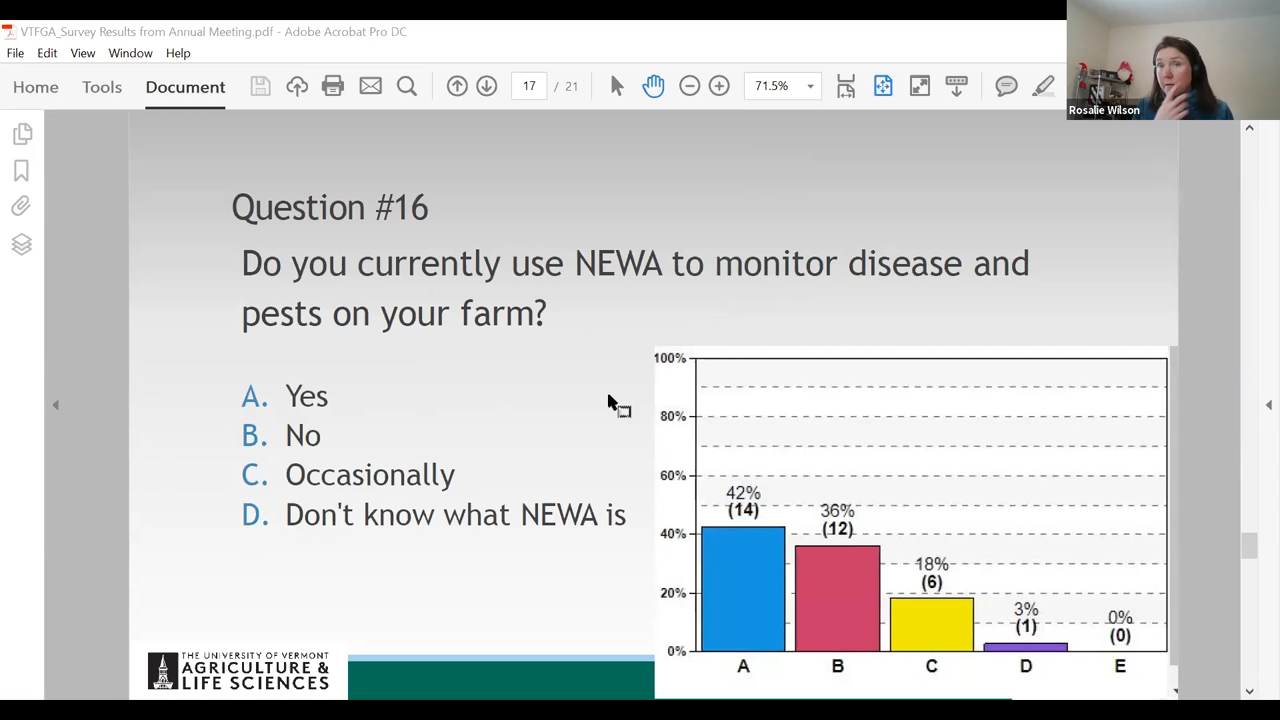 VTFGA_Survey Results from Annual Meeting.pdf - Adobe Acrobat Pro DC
File Edit View Window Help
Home Tools Document 17 / 21 71.5%
Rosalie Wilson
Question #16
Do you currently use NEWA to monitor disease and
pests on your farm?
A. Yes
B. No
C. Occasionally
D. Don't know what NEWA is
100%
80%
60%
40%
20%
0%
42%
(14)
36%
(12)
18%
(6)
3%
(1)
0%
(0)
A B C D E
THE UNIVERSITY OF VERMONT
AGRICULTURE &
LIFE SCIENCES